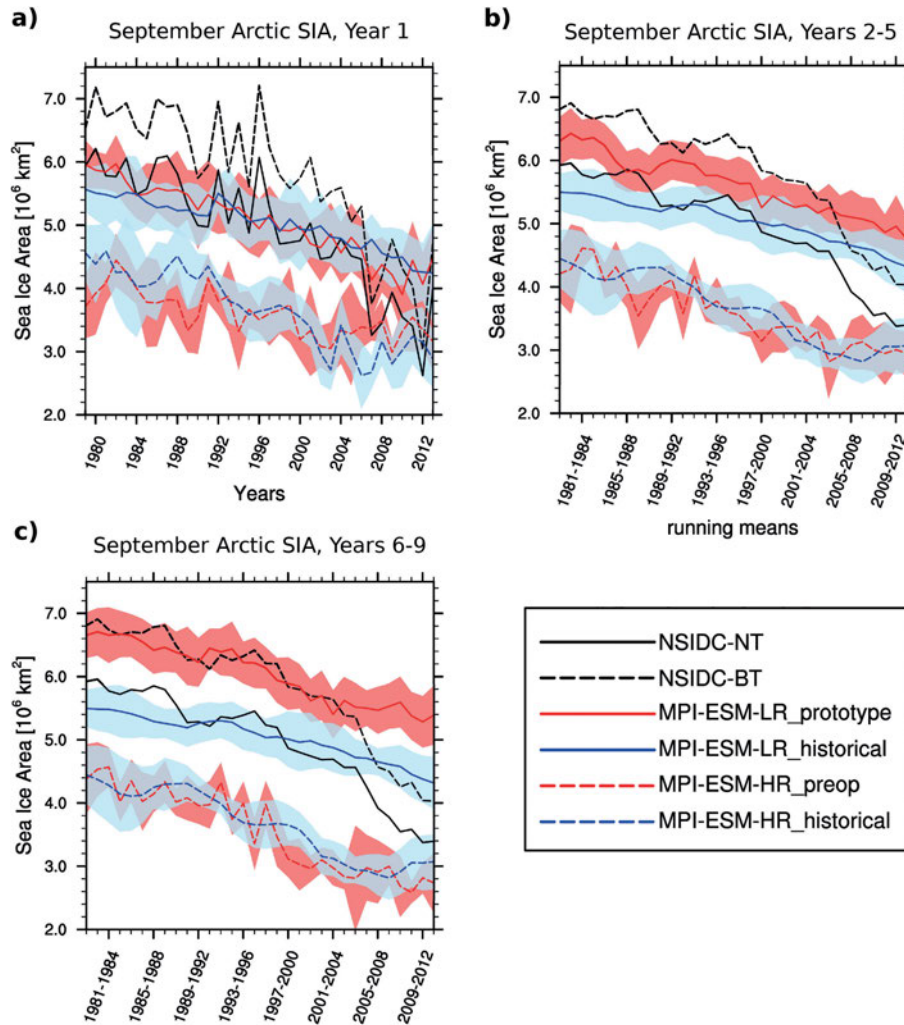 a)
September Arctic SIA, Year 1
Sea Ice Area [10⁶ km²]
7.0
6.0
5.0
4.0
3.0
2.0
1980
1984
1988
1992
1996
2000
2004
2008
2012
Years
b)
September Arctic SIA, Years 2-5
Sea Ice Area [10⁶ km²]
7.0
6.0
5.0
4.0
3.0
2.0
1981-1984
1985-1988
1989-1992
1993-1996
1997-2000
2001-2004
2005-2008
2009-2012
running means
c)
September Arctic SIA, Years 6-9
Sea Ice Area [10⁶ km²]
7.0
6.0
5.0
4.0
3.0
2.0
1981-1984
1985-1988
1989-1992
1993-1996
1997-2000
2001-2004
2005-2008
2009-2012
NSIDC-NT
NSIDC-BT
MPI-ESM-LR_prototype
MPI-ESM-LR_historical
MPI-ESM-HR_preop
MPI-ESM-HR_historical